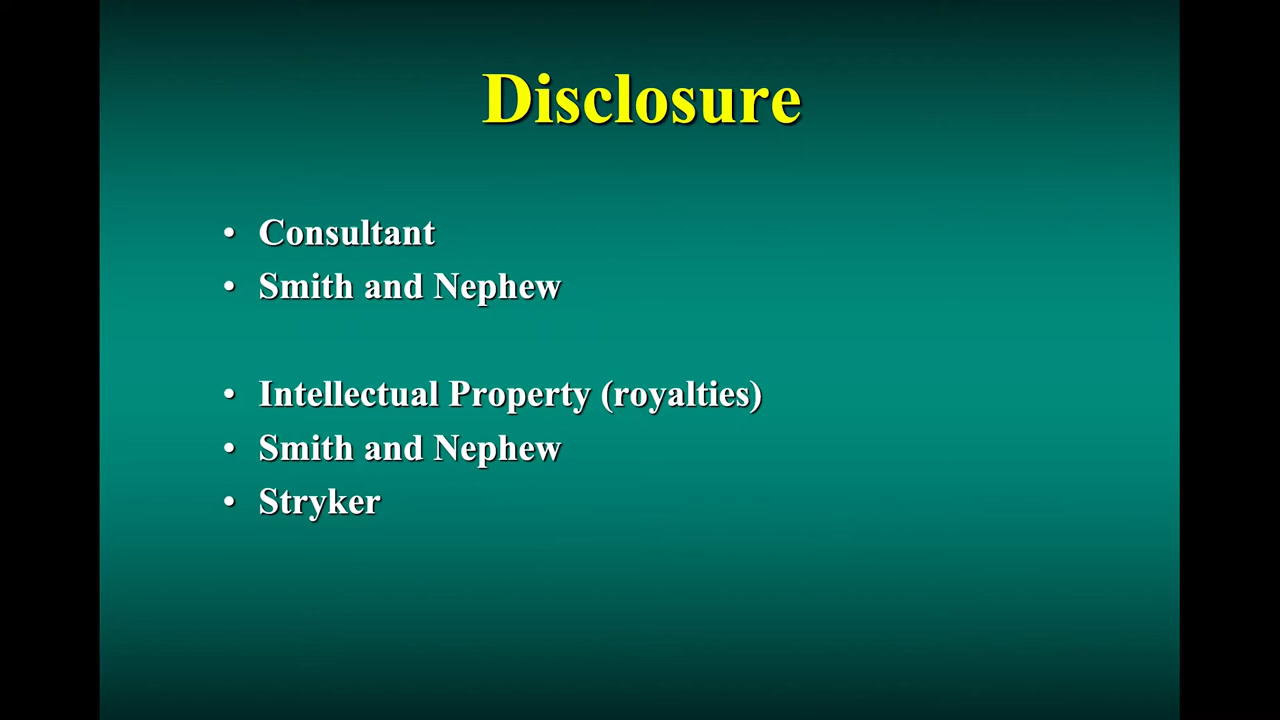 Disclosure
• Consultant
• Smith and Nephew
• Intellectual Property (royalties)
• Smith and Nephew
• Stryker